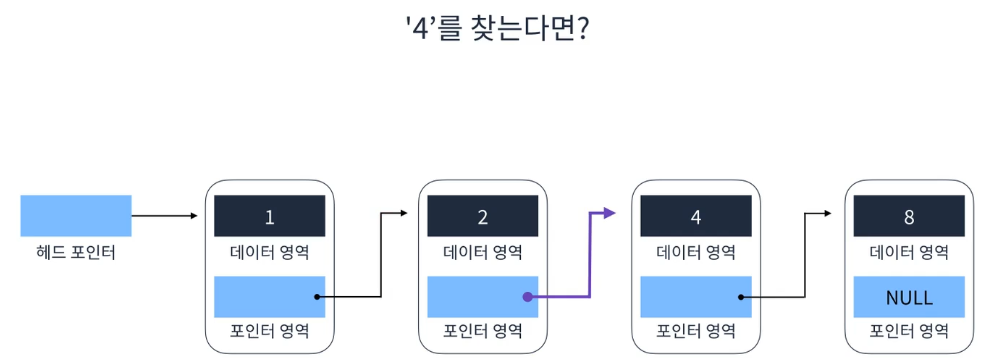 '4’를 찾는다면?
1
2
4
8
헤드 포인터
데이터 영역
데이터 영역
데이터 영역
데이터 영역
NULL
포인터 영역
포인터 영역
포인터 영역
포인터 영역